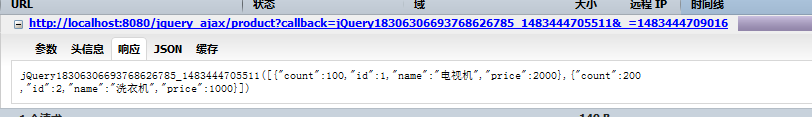 URL 状态 域 大小 远程 IP 时间线
http://localhost:8080/jquery_ajax/product?callback=jQuery18306306693768626785_1483444705511&_=1483444709016
参数 头信息 响应 JSON 缓存
jQuery18306306693768626785_1483444705511([{"count":100,"id":1,"name":"电视机","price":2000},{"count":200
,"id":2,"name":"洗衣机","price":1000}])